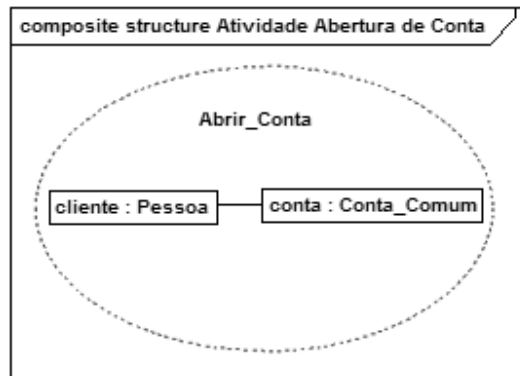 composite structure Atividade Abertura de Conta
Abrir_Conta
cliente : Pessoa
conta : Conta_Comum